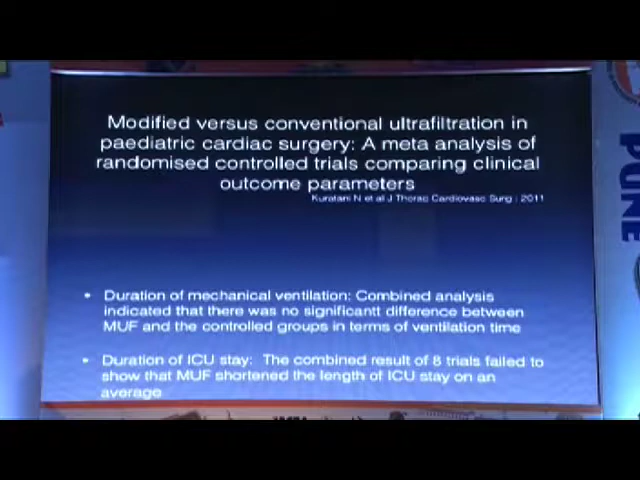 Modified versus conventional ultrafiltration in
paediatric cardiac surgery: A meta analysis of
randomised controlled trials comparing clinical
outcome parameters
Kuratani N et al J Thorac Cardiovasc Surg : 2011
• Duration of mechanical ventilation: Combined analysis
indicated that there was no significantt difference between
MUF and the controlled groups in terms of ventilation time
• Duration of ICU stay: The combined result of 8 trials failed to
show that MUF shortened the length of ICU stay on an
average
PUNE